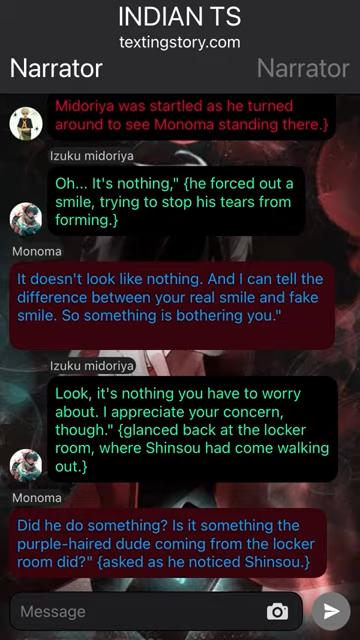 INDIAN TS
textingstory.com
Narrator Narrator
Midoriya was startled as he turned
around to see Monoma standing there.}
Izuku midoriya
Oh... It's nothing," {he forced out a
smile, trying to stop his tears from
forming.}
Monoma
It doesn't look like nothing. And I can tell the
difference between your real smile and fake
smile. So something is bothering you."
Izuku midoriya
Look, it's nothing you have to worry
about. I appreciate your concern,
though." {glanced back at the locker
room, where Shinsou had come walking
out.}
Monoma
Did he do something? Is it something the
purple-haired dude coming from the locker
room did?" {asked as he noticed Shinsou.}
Message